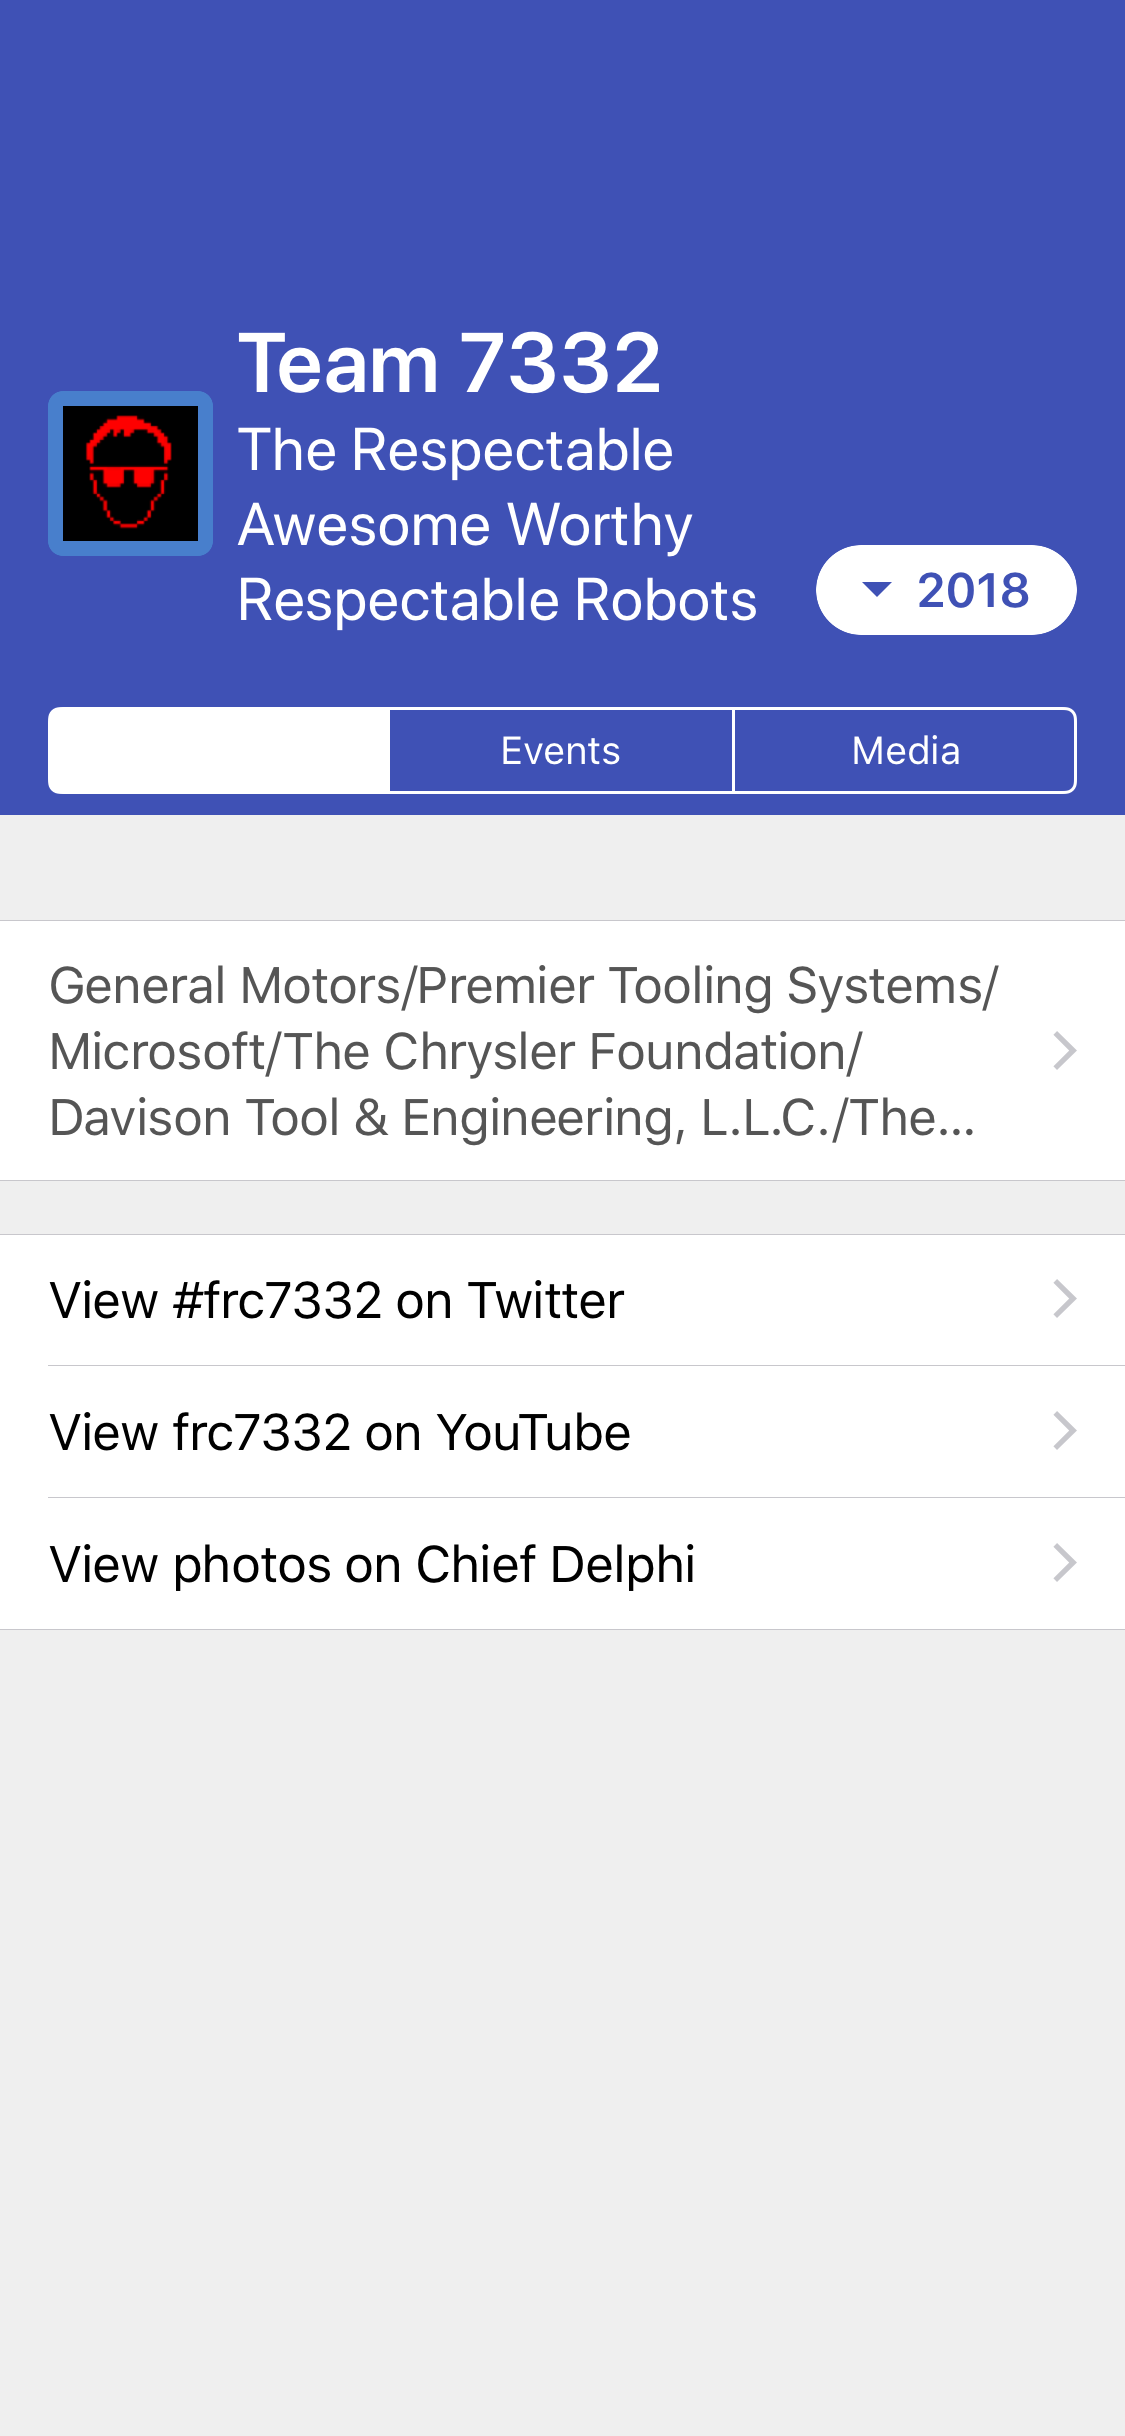 Team 7332
The Respectable
Awesome Worthy
Respectable Robots
2018
Events
Media
General Motors/Premier Tooling Systems/
Microsoft/The Chrysler Foundation/
Davison Tool & Engineering, L.L.C./The...
View #frc7332 on Twitter
View frc7332 on YouTube
View photos on Chief Delphi